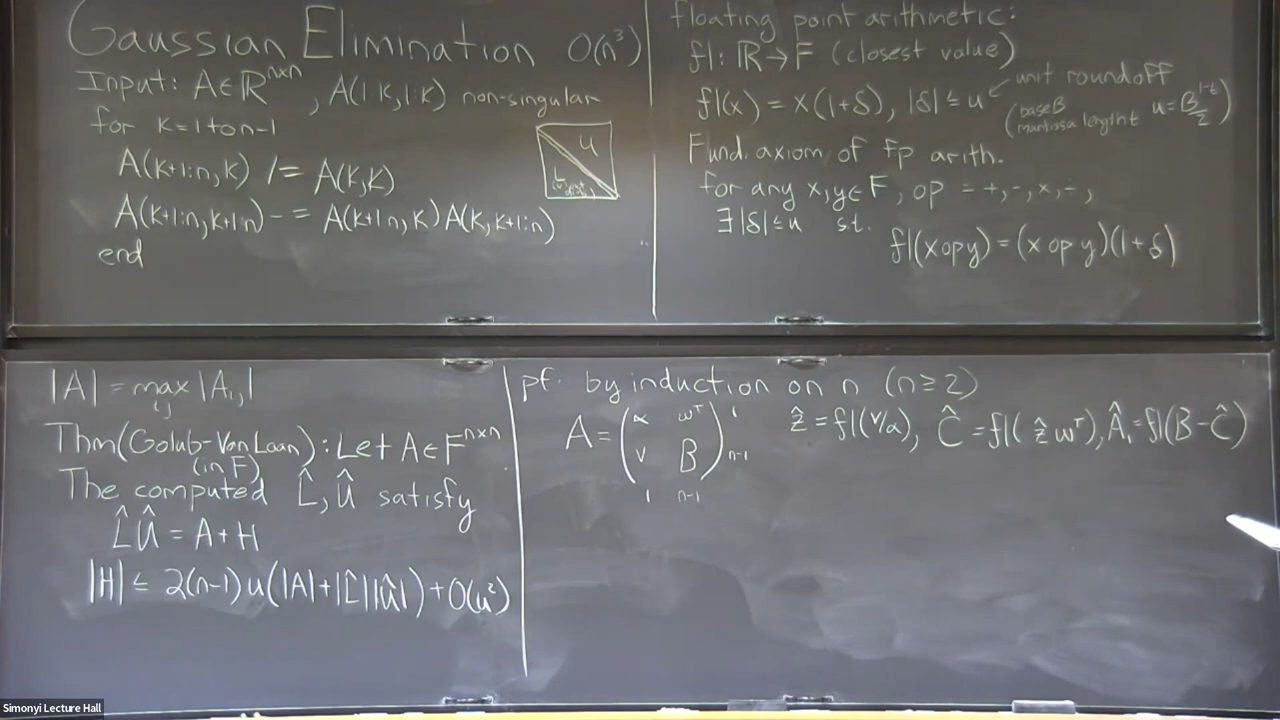 Gaussian Elimination O(n³)
Input: A∈ℝⁿˣⁿ, A(1:k,1:k) non-singular
for k=1 to n-1
A(k+1:n,k) /= A(k,k)
A(k+1:n,k+1:n) -= A(k+1:n,k)A(k,k+1:n)
end
U
L
floating point arithmetic:
fl: ℝ→F (closest value)
fl(x) = x(1+δ), |δ| ≤ u ← unit roundoff
(base β
mantissa length t u = β^{1-t}/2)
Fund. axiom of fp arith.
for any x,y∈F, op = +,-,×,÷,
∃|δ|≤u s.t.
fl(x op y) = (x op y)(1+δ)
|A| = max_{ij} |A_{ij}|
Thm (Golub-Van Loan): Let A∈Fⁿˣⁿ
(in F)
The computed L̂, Û satisfy
L̂Û = A+H
|H| ≤ 2(n-1)u(|A|+|L̂||Û|)+O(u²)
pf. by induction on n (n≥2)
A = (α wᵀ) 1 ẑ = fl(v/α), Ĉ = fl(ẑwᵀ), Â₁ = fl(B-Ĉ)
(v B) n-1
1 n-1
Simonyi Lecture Hall